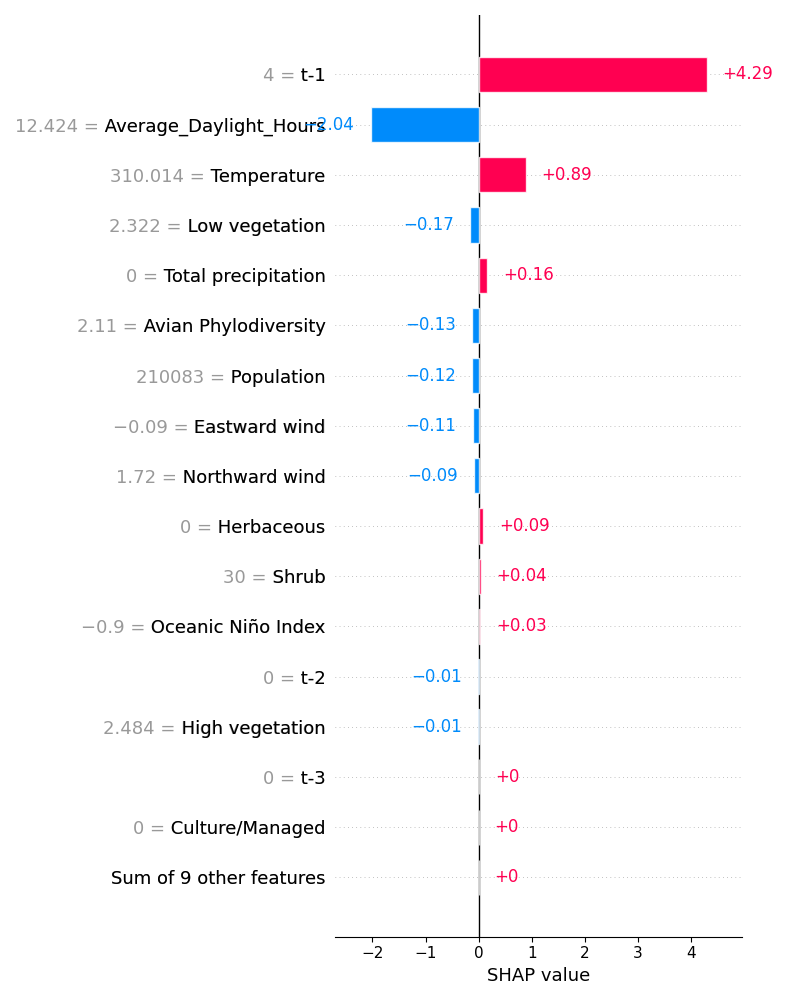 4 = t-1 +4.29
12.424 = Average_Daylight_Hours −2.04
310.014 = Temperature +0.89
2.322 = Low vegetation −0.17
0 = Total precipitation +0.16
2.11 = Avian Phylodiversity −0.13
210083 = Population −0.12
−0.09 = Eastward wind −0.11
1.72 = Northward wind −0.09
0 = Herbaceous +0.09
30 = Shrub +0.04
−0.9 = Oceanic Niño Index +0.03
0 = t-2 −0.01
2.484 = High vegetation −0.01
0 = t-3 +0
0 = Culture/Managed +0
Sum of 9 other features +0
−2 −1 0 1 2 3 4
SHAP value